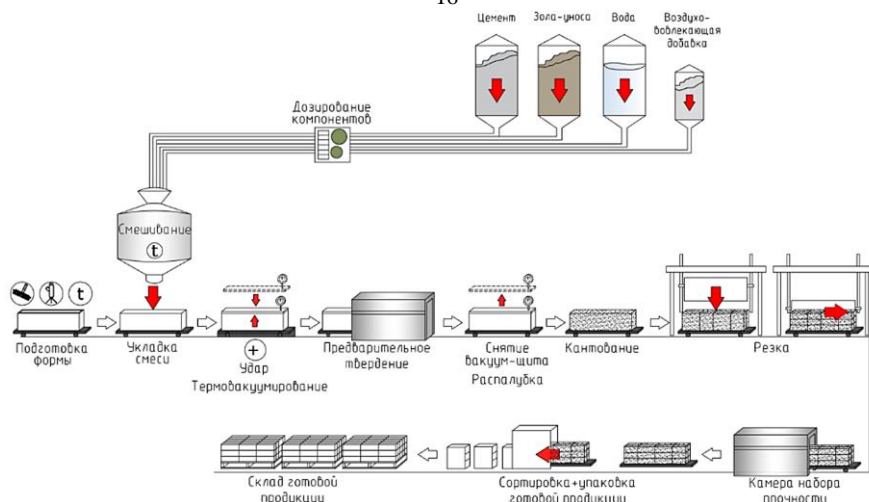 16
Цемент
Зола-уноса
Вода
Воздухо-
вовлекающая
добавка
Дозирование
компонентов
Смешивание
t
t
Подготовка
формы
Укладка
смеси
+
Удар
Термовакуумирование
Предварительное
твердение
Снятие
вакуум-щита
Распалубка
Кантование
Резка
Склад готовой
продукции
Сортировка+упаковка
готовой продукции
Камера набора
прочности